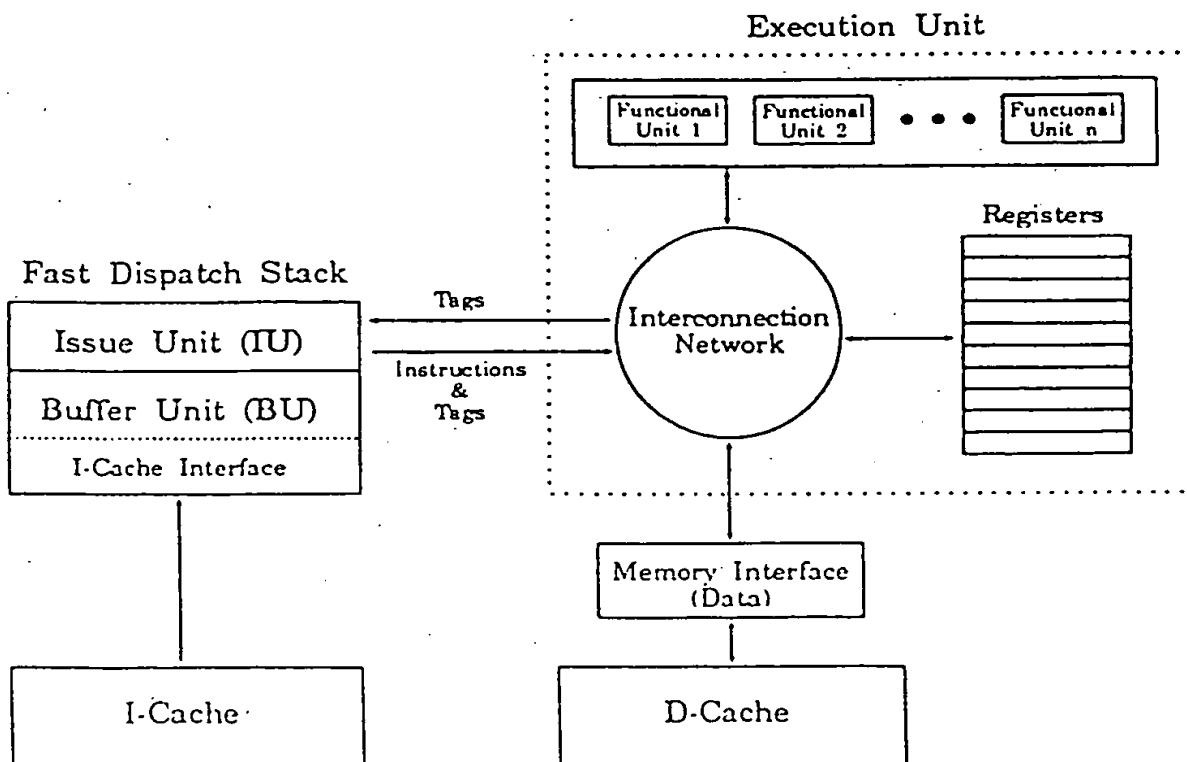 Execution Unit
Functional
Unit 1
Functional
Unit 2
Functional
Unit n
Registers
Fast Dispatch Stack
Issue Unit (IU)
Buffer Unit (BU)
I-Cache Interface
Tags
Instructions
&
Tags
Interconnection
Network
Memory Interface
(Data)
I-Cache
D-Cache